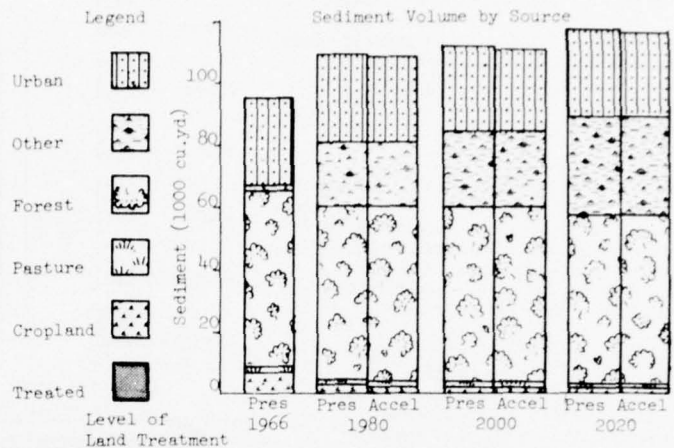 Legend
Urban
Other
Forest
Pasture
Cropland
Treated
Level of
Land Treatment
Sediment Volume by Source
Sediment (1000 cu.yd)
100
80
60
40
20
0
Pres Pres Accel Pres Accel Pres Accel
1966 1980 2000 2020